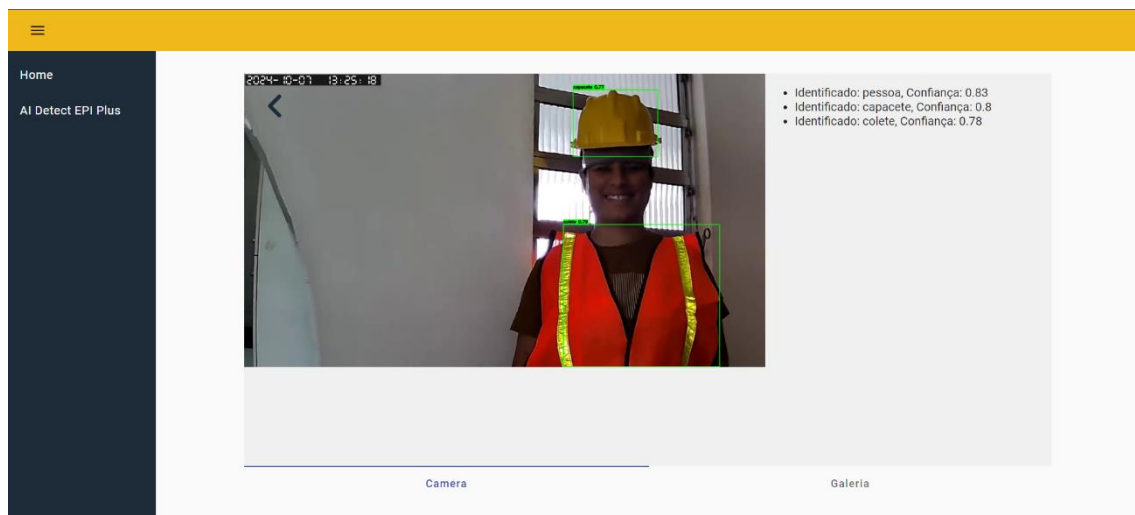 Home
AI Detect EPI Plus
2024-10-07 13:25:18
capacete 0.77
colete 0.78
Identificado: pessoa, Confiança: 0.83
Identificado: capacete, Confiança: 0.8
Identificado: colete, Confiança: 0.78
Camera
Galeria